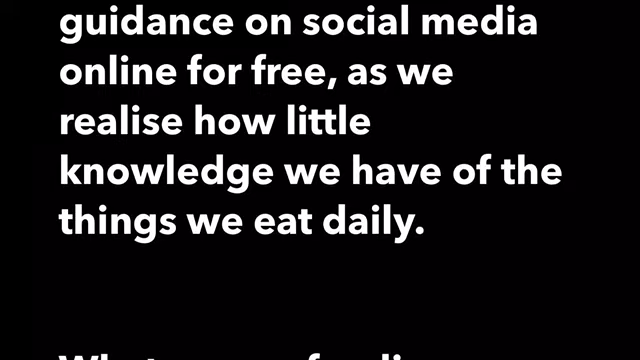 guidance on social media
online for free, as we
realise how little
knowledge we have of the
things we eat daily.